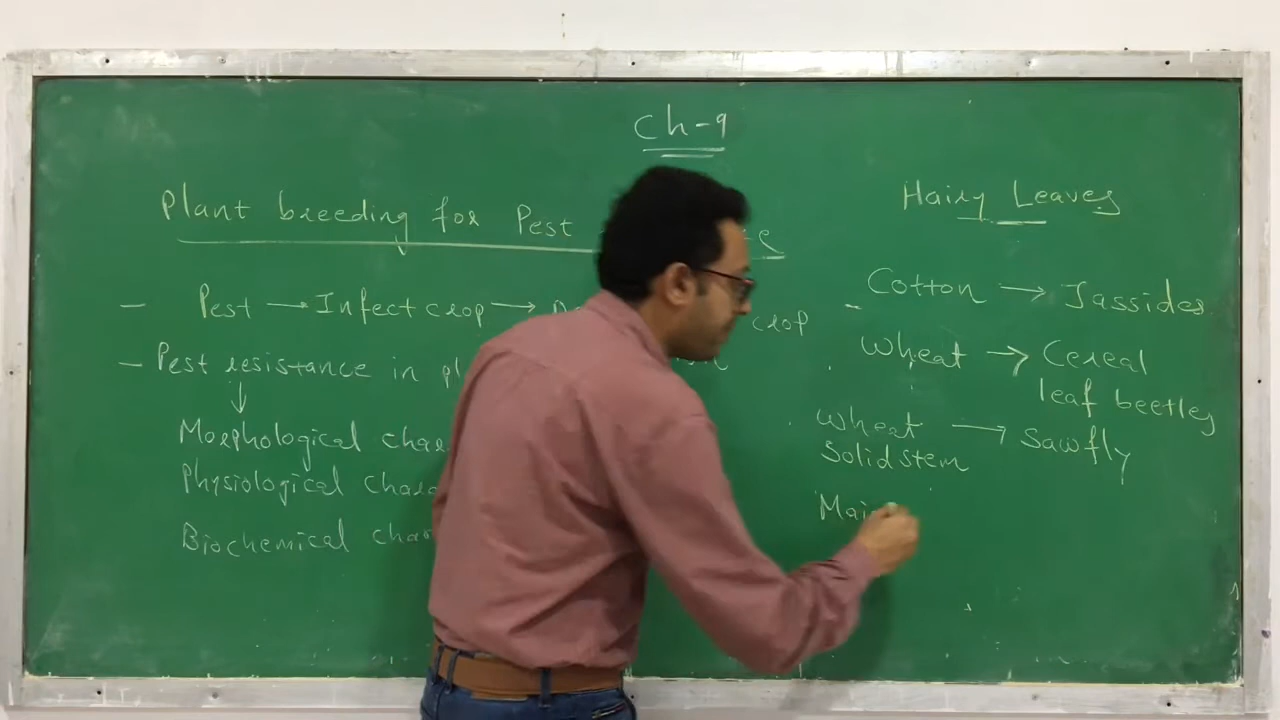 Ch-9
Plant breeding for Pest
- Pest → Infect crop → crop
- Pest resistance in
↓
Morphological
Physiological
Biochemical
Hairy Leaves
- Cotton → Jassides
Wheat → Cereal
leaf beetles
Wheat → Sawfly
Solid stem